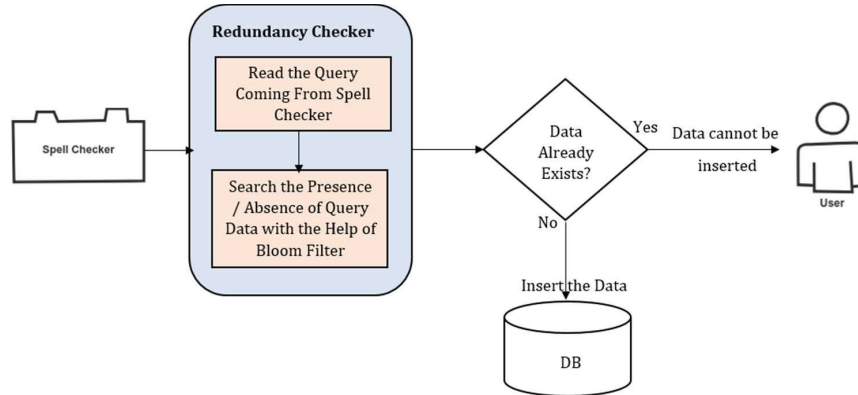 Redundancy Checker
Read the Query
Coming From Spell
Checker
Spell Checker
Search the Presence
/ Absence of Query
Data with the Help of
Bloom Filter
Data
Already
Exists?
Yes
Data cannot be
inserted
User
No
Insert the Data
DB